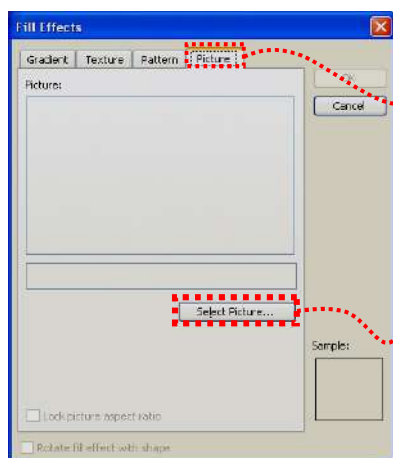 Fill Effects
Gradient Texture Pattern Picture
Picture:
OK
Cancel
Select Picture...
Sample:
Lock picture aspect ratio
Rotate fill effect with shape